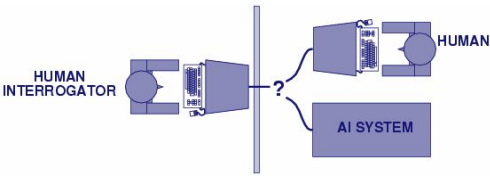 HUMAN
INTERROGATOR
?
HUMAN
AI SYSTEM